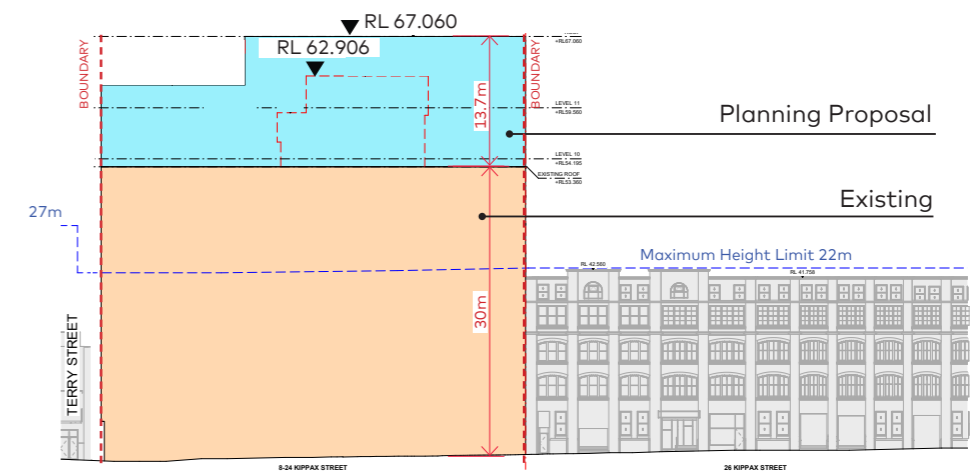 RL 67.060
RL 62.906
+RL67.060
BOUNDARY
BOUNDARY
13.7m
LEVEL 11
+RL59.560
Planning Proposal
LEVEL 10
+RL54.195
EXISTING ROOF
+RL53.360
Existing
27m
Maximum Height Limit 22m
RL 42.560
RL 41.758
30m
TERRY STREET
8-24 KIPPAX STREET
26 KIPPAX STREET